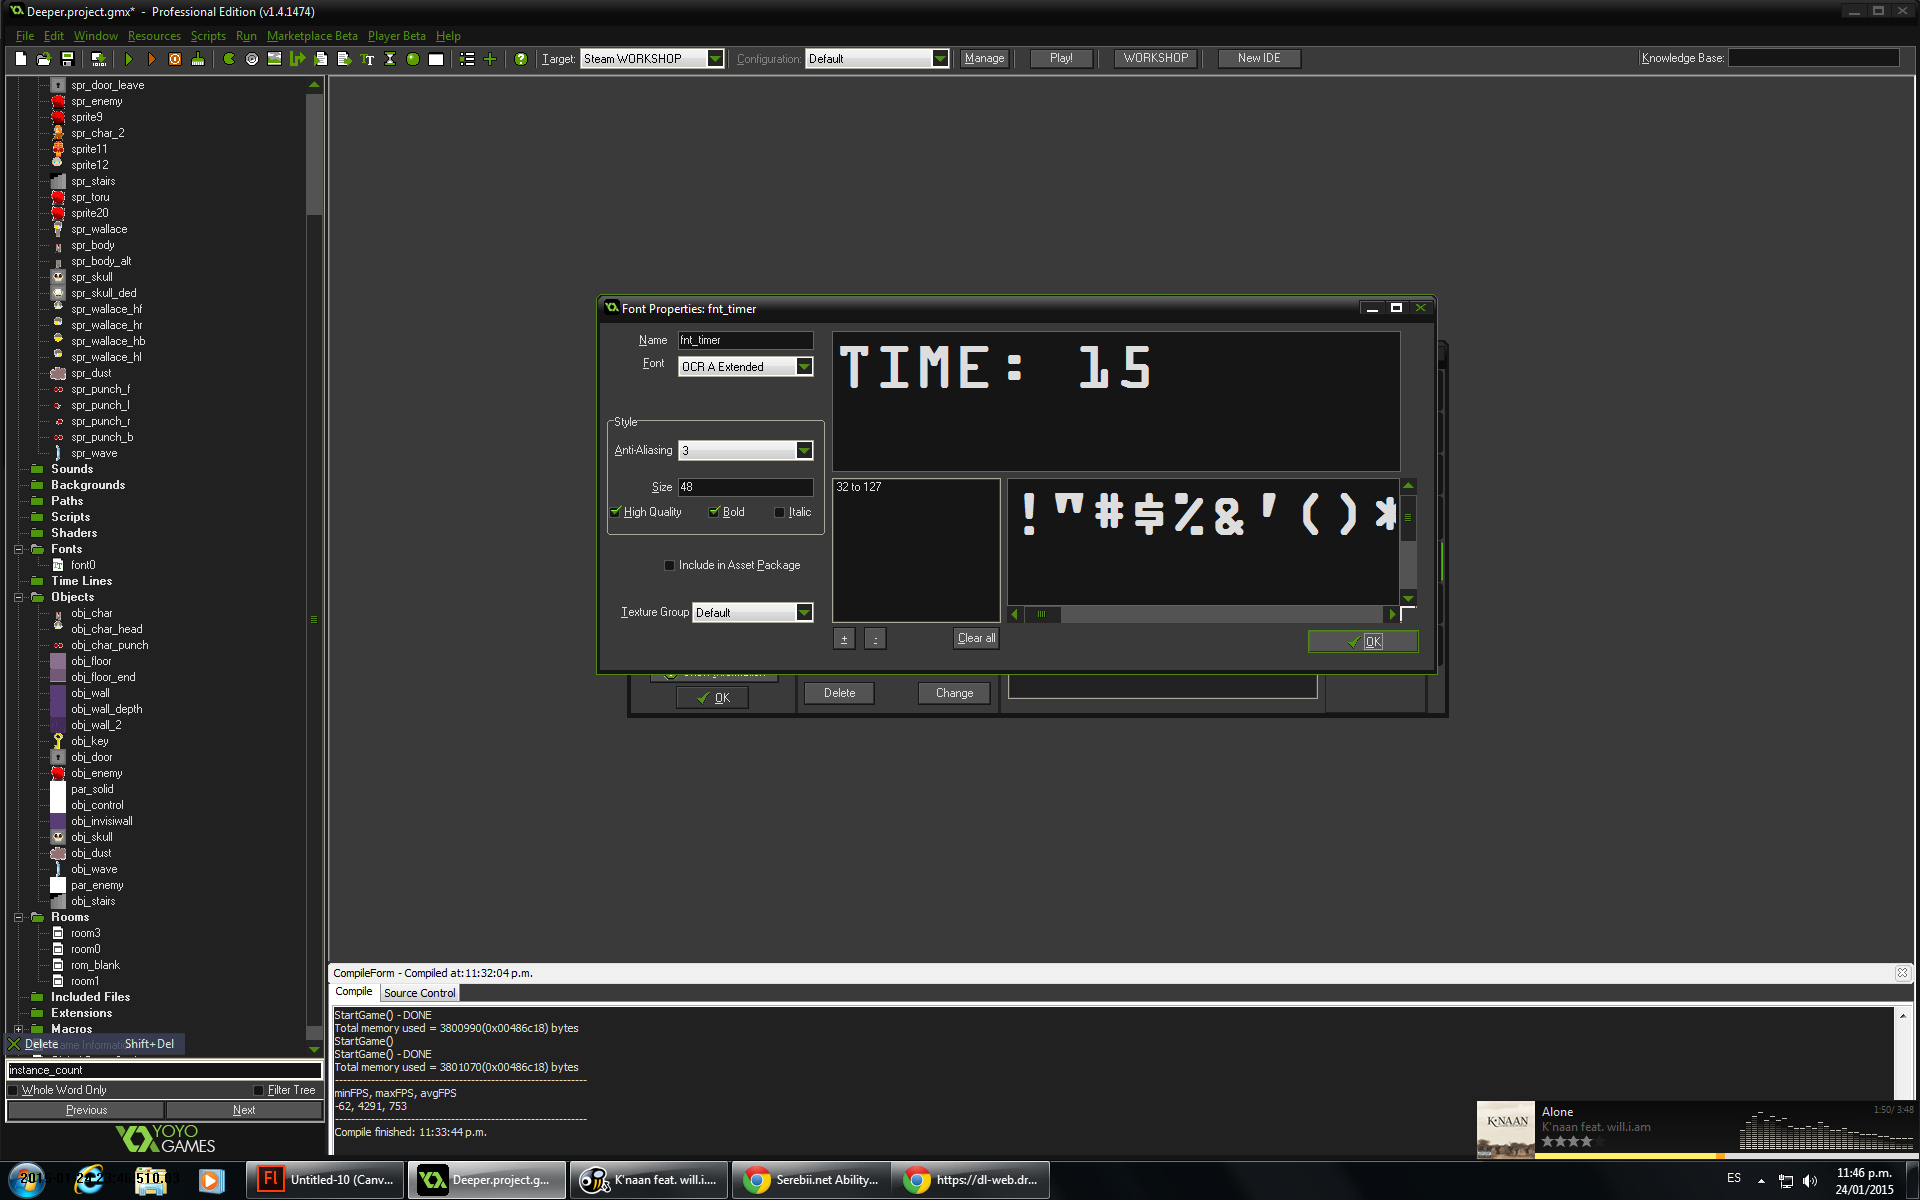 Deeper.project.gmx* - Professional Edition (v1.4.1474)
File Edit Window Resources Scripts Run Marketplace Beta Player Beta Help
Target: Steam WORKSHOP Configuration: Default Manage Play! WORKSHOP New IDE Knowledge Base:
spr_door_leave
spr_enemy
sprite9
spr_char_2
sprite11
sprite12
spr_stairs
spr_toru
sprite20
spr_wallace
spr_body
spr_body_alt
spr_skull
spr_skull_ded
spr_wallace_hf
spr_wallace_hr
spr_wallace_hb
spr_wallace_hl
spr_dust
spr_punch_f
spr_punch_l
spr_punch_r
spr_punch_b
spr_wave
Sounds
Backgrounds
Paths
Scripts
Shaders
Fonts
font0
Time Lines
Objects
obj_char
obj_char_head
obj_char_punch
obj_floor
obj_floor_end
obj_wall
obj_wall_depth
obj_wall_2
obj_key
obj_door
obj_enemy
par_solid
obj_control
obj_invisiwall
obj_skull
obj_dust
obj_wave
par_enemy
obj_stairs
Rooms
room3
room0
rom_blank
room1
Included Files
Extensions
Macros
Delete Shift+Del
instance_count
Whole Word Only Filter Tree
Previous Next
YOYO
GAMES
Font Properties: fnt_timer
Name fnt_timer
Font OCR A Extended
Style
Anti-Aliasing 3
Size 48
High Quality Bold Italic
Include in Asset Package
Texture Group Default
TIME: 15
32 to 127
!"#$%&'()*
+ - Clear all
OK
OK Delete Change
CompileForm - Compiled at: 11:32:04 p.m.
Compile Source Control
StartGame() - DONE
Total memory used = 3800990(0x00486c18) bytes
StartGame()
StartGame() - DONE
Total memory used = 3801070(0x00486c18) bytes
minFPS, maxFPS, avgFPS
-62, 4291, 753
Compile finished: 11:33:44 p.m.
K'NAAN
Alone 1:50/ 3:48
K'naan feat. will.i.am
Untitled-10 (Canv...
Deeper.project.g...
K'naan feat. will.i....
Serebii.net Ability...
https://dl-web.dr...
ES
11:46 p.m.
24/01/2015